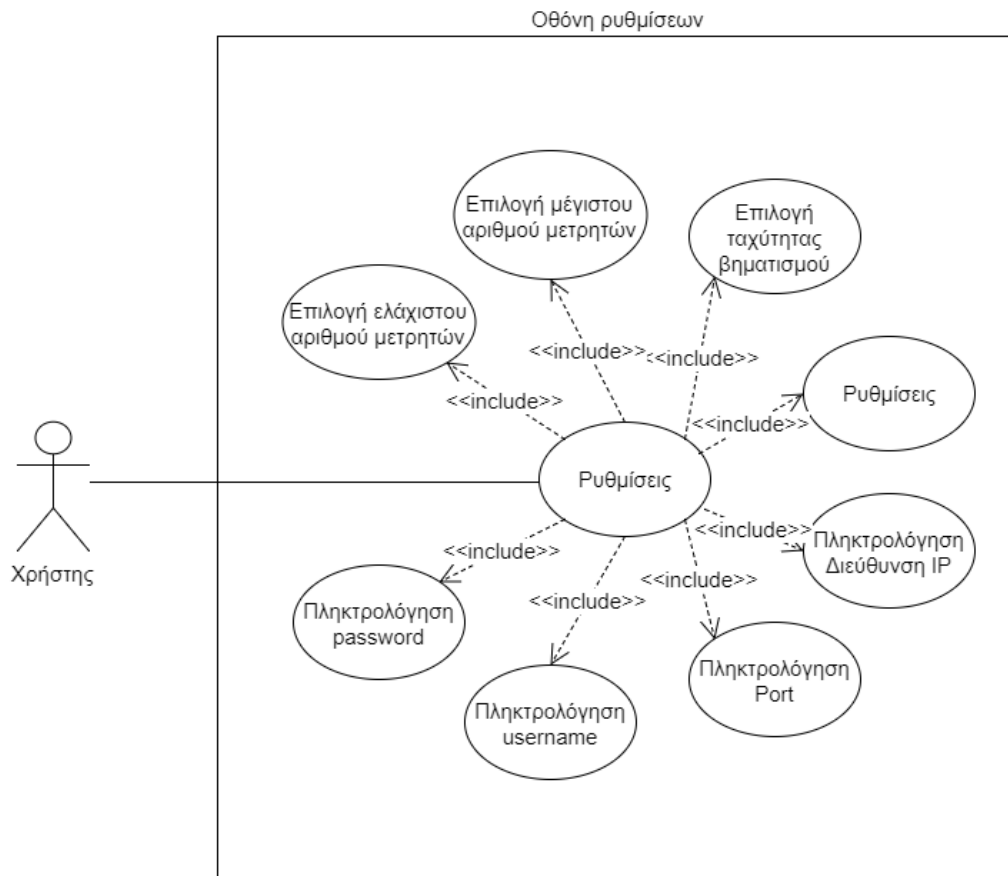 Οθόνη ρυθμίσεων
Επιλογή μέγιστου
αριθμού μετρητών
Επιλογή
ταχύτητας
βηματισμού
Επιλογή ελάχιστου
αριθμού μετρητών
<<include>>
<<include>>
<<include>>
Ρυθμίσεις
<<include>>
Ρυθμίσεις
<<include>>
Πληκτρολόγηση
Διεύθυνση IP
<<include>>
<<include>>
<<include>>
Χρήστης
Πληκτρολόγηση
password
Πληκτρολόγηση
Port
Πληκτρολόγηση
username